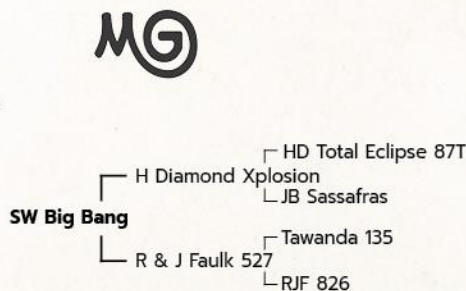 MG
HD Total Eclipse 87T
H Diamond Xplosion
JB Sassafras
SW Big Bang
Tawanda 135
R & J Faulk 527
RJF 826